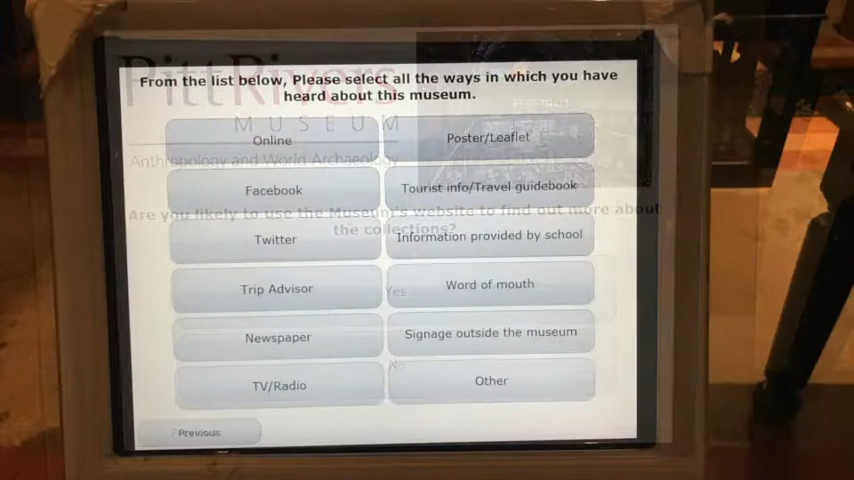 PittRivers
MUSEUM
Anthropology and World Archaeology
From the list below, Please select all the ways in which you have
heard about this museum.
Online
Poster/Leaflet
Facebook
Tourist info/Travel guidebook
Are you likely to use the Museum's website to find out more about
the collections?
Twitter
Information provided by school
Trip Advisor
Yes
Word of mouth
Newspaper
Signage outside the museum
No
TV/Radio
Other
Previous